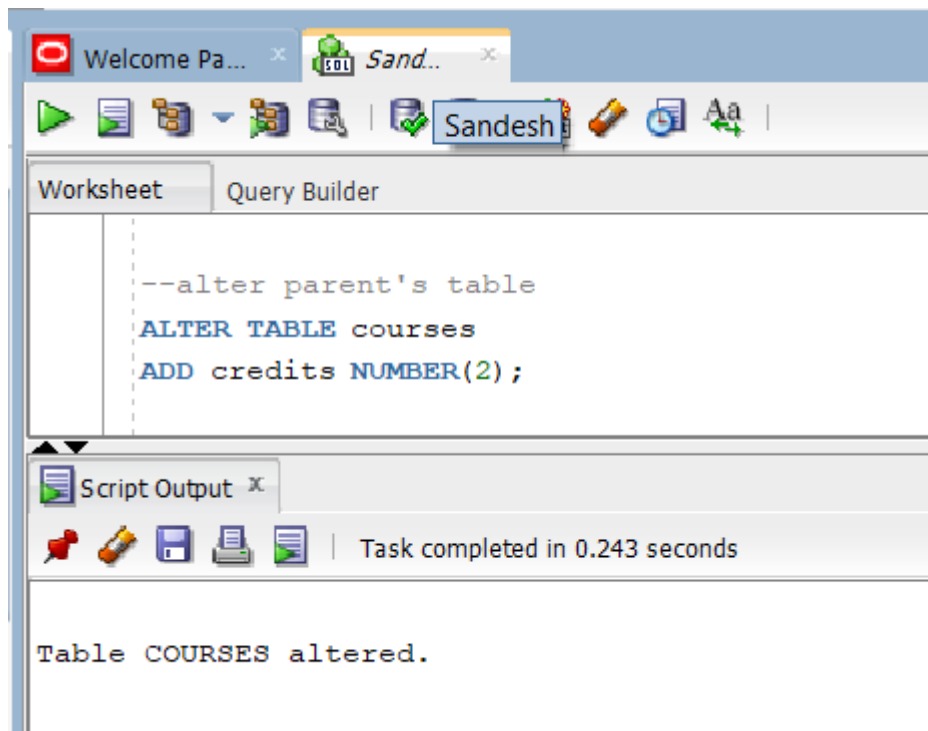 Welcome Pa...
Sand...
Sandesh
Aa
Worksheet
Query Builder
--alter parent's table
ALTER TABLE courses
ADD credits NUMBER(2);
Script Output
Task completed in 0.243 seconds
Table COURSES altered.